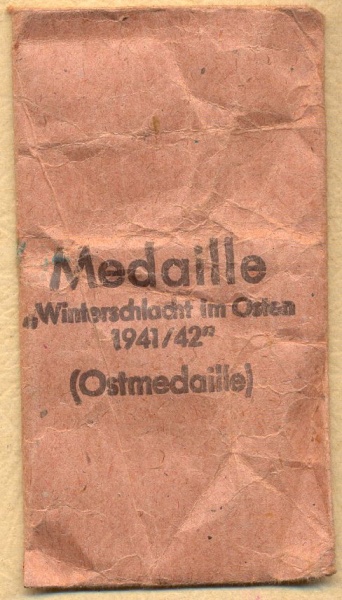 Medaille
„Winterschlacht im Osten
1941/42"
(Ostmedaille)